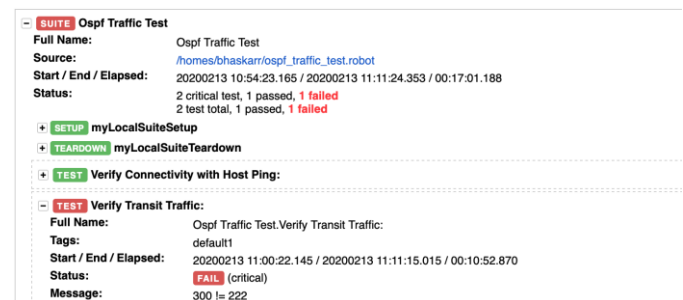 SUITE Ospf Traffic Test
Full Name: Ospf Traffic Test
Source: /homes/bhaskarr/ospf_traffic_test.robot
Start / End / Elapsed: 20200213 10:54:23.165 / 20200213 11:11:24.353 / 00:17:01.188
Status: 2 critical test, 1 passed, 1 failed
2 test total, 1 passed, 1 failed
SETUP myLocalSuiteSetup
TEARDOWN myLocalSuiteTeardown
TEST Verify Connectivity with Host Ping:
TEST Verify Transit Traffic:
Full Name: Ospf Traffic Test.Verify Transit Traffic:
Tags: default1
Start / End / Elapsed: 20200213 11:00:22.145 / 20200213 11:11:15.015 / 00:10:52.870
Status: FAIL (critical)
Message: 300 != 222